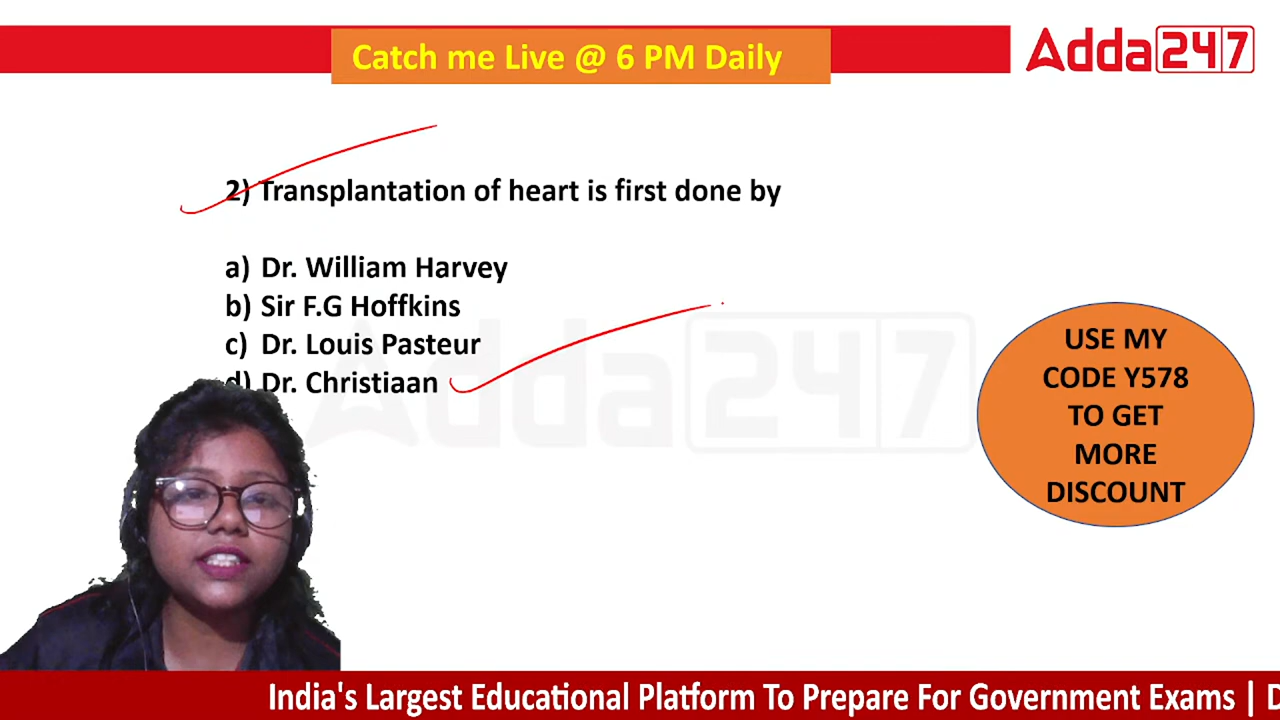 Catch me Live @ 6 PM Daily
Adda247
2) Transplantation of heart is first done by
a) Dr. William Harvey
b) Sir F.G Hoffkins
c) Dr. Louis Pasteur
d) Dr. Christiaan
Adda247
USE MY
CODE Y578
TO GET
MORE
DISCOUNT
India's Largest Educational Platform To Prepare For Government Exams | D